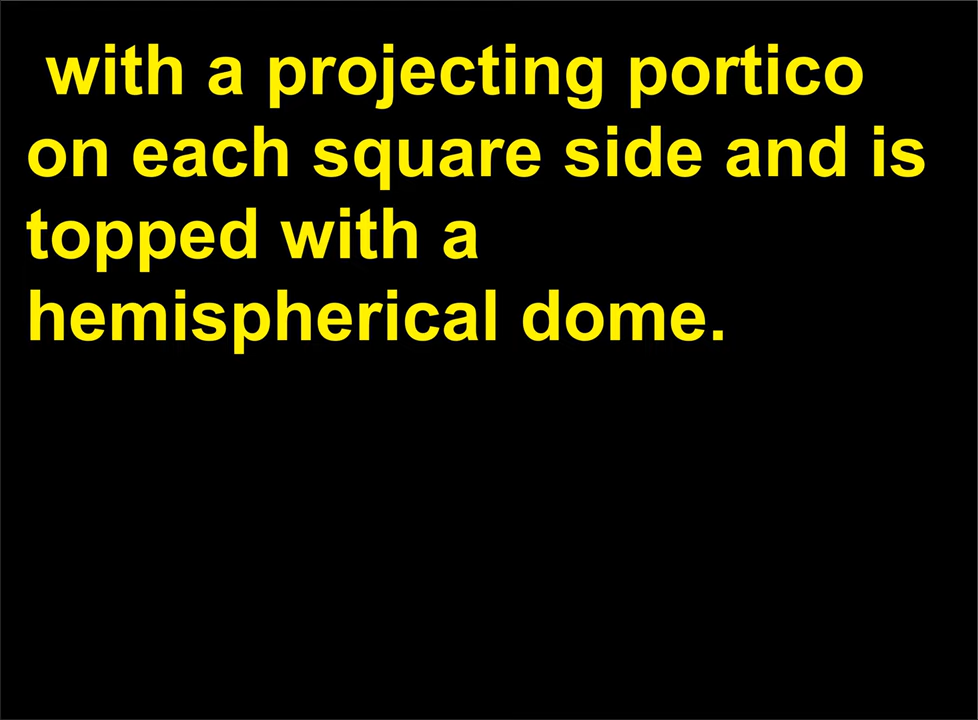 with a projecting portico
on each square side and is
topped with a
hemispherical dome.